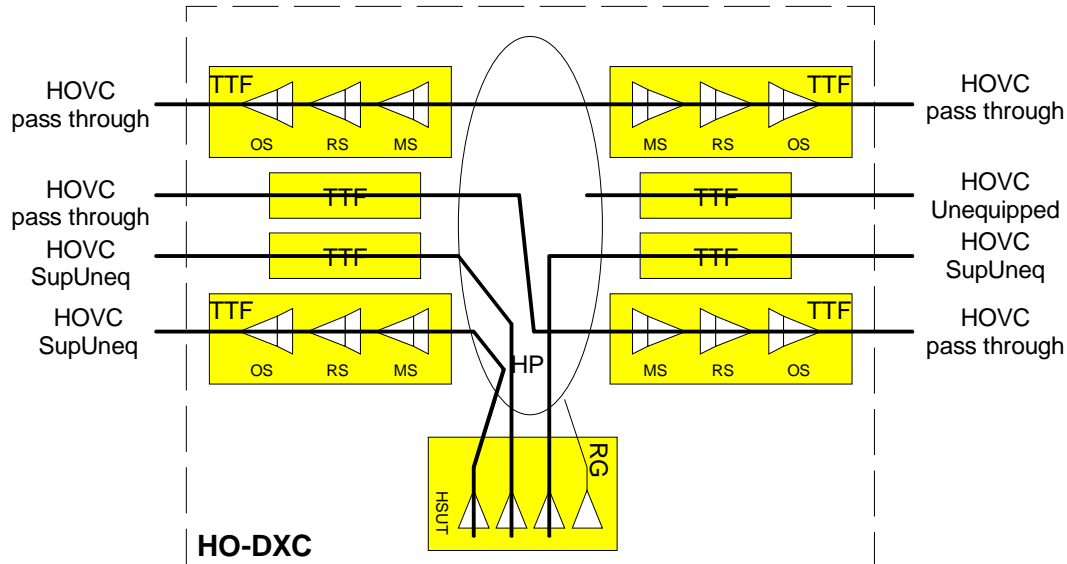 HOVC
pass through
TTF
OS
RS
MS
TTF
MS
RS
OS
HOVC
pass through
HOVC
pass through
TTF
TTF
HOVC
Unequipped
HOVC
SupUneq
TTF
TTF
HOVC
SupUneq
HOVC
SupUneq
TTF
OS
RS
MS
TTF
MS
RS
OS
HOVC
pass through
HP
HSUT
RG
HO-DXC